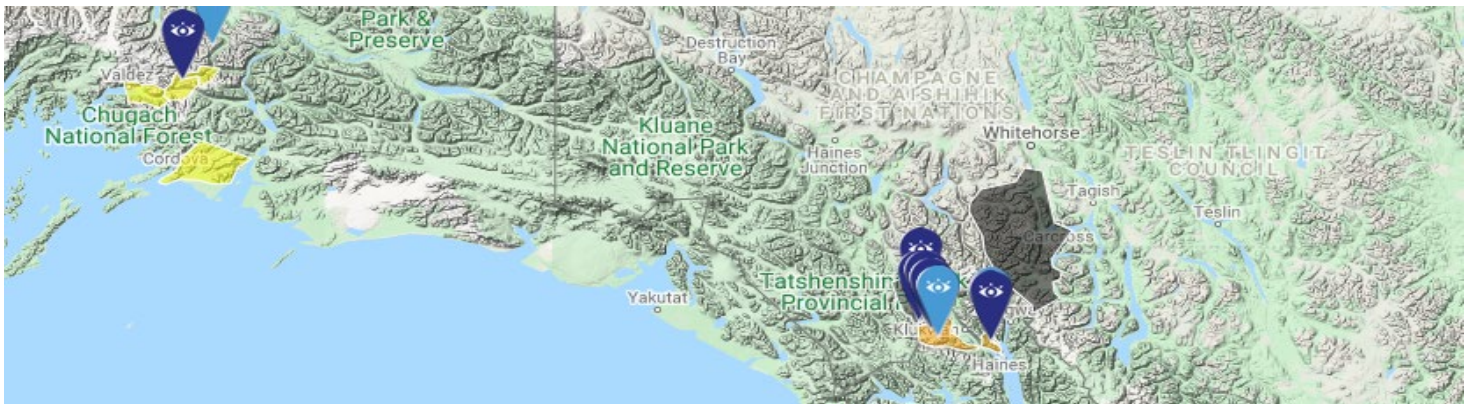 Park &
Preserve
Destruction
Bay
Valdez
CHAMPAGNE
AND AISHIHIK
FIRST NATIONS
Chugach
National Forest
Kluane
National Park
and Reserve
Whitehorse
Cordova
Haines
Junction
TESLIN TLINGIT
COUNCIL
Tagish
Teslin
Carcross
Tatshenshin
Provincial
Yakutat
Haines